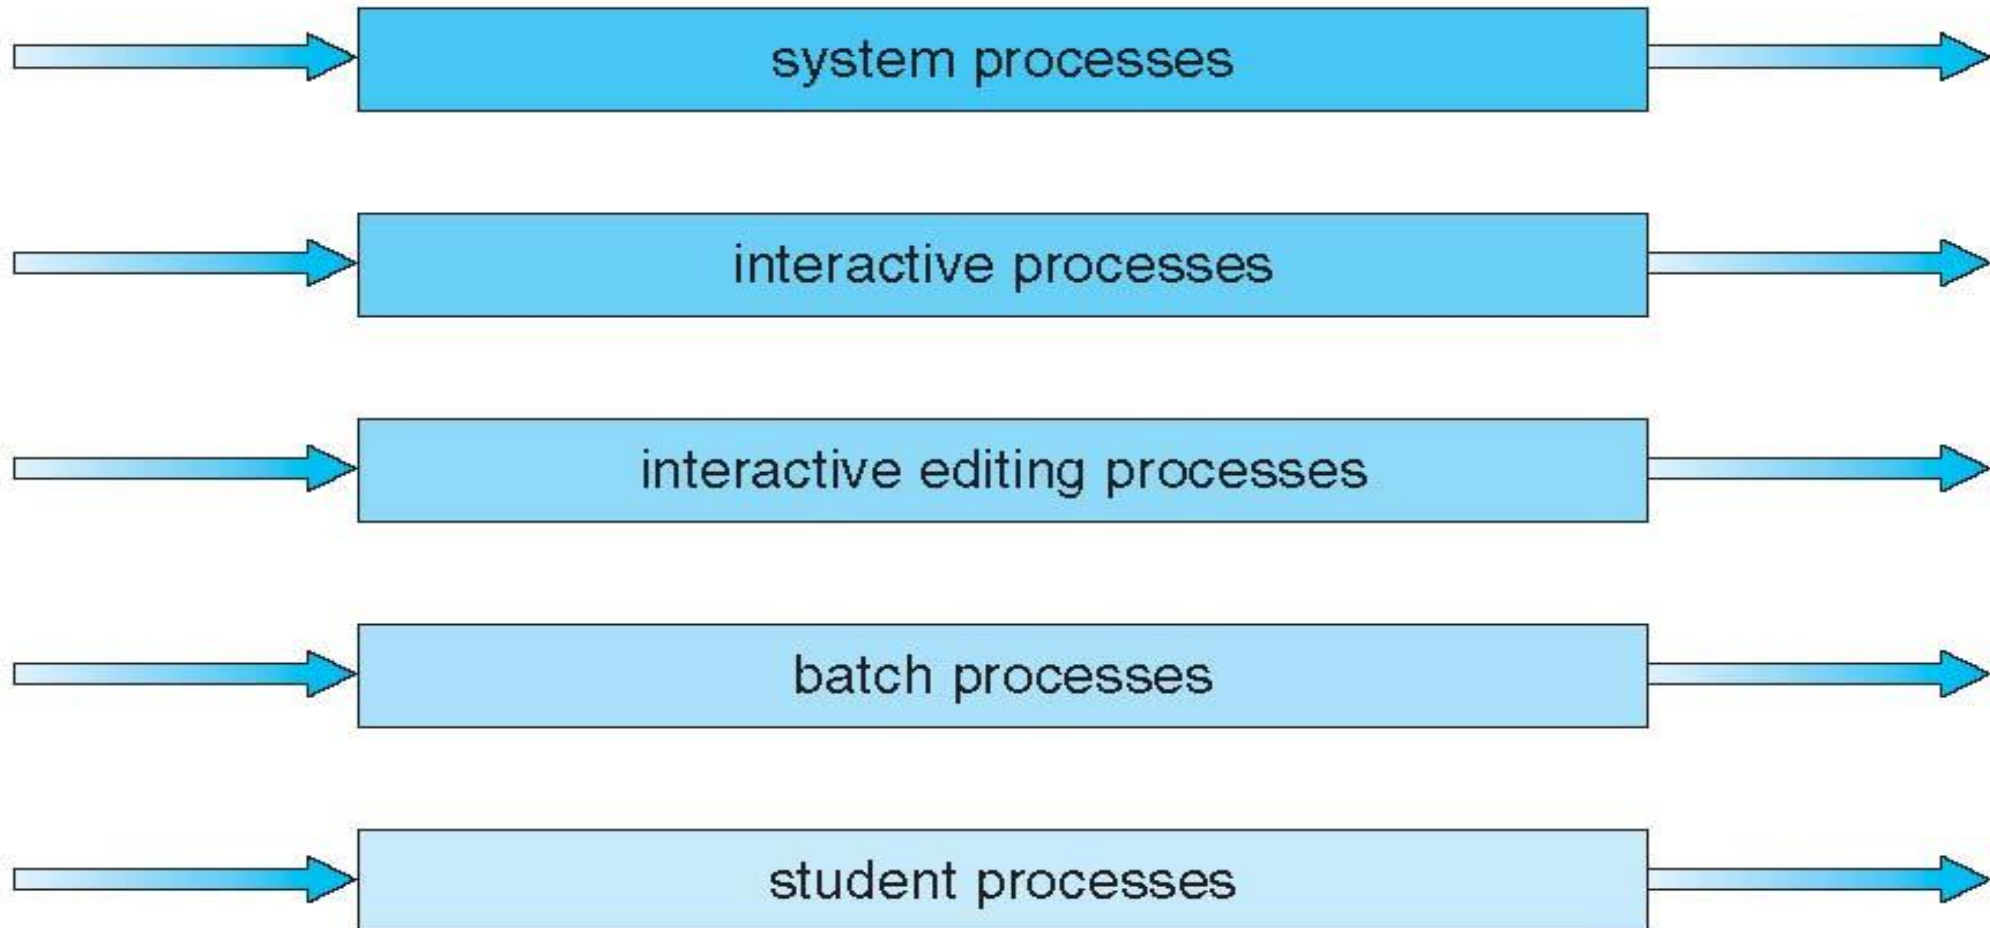 system processes
interactive processes
interactive editing processes
batch processes
student processes